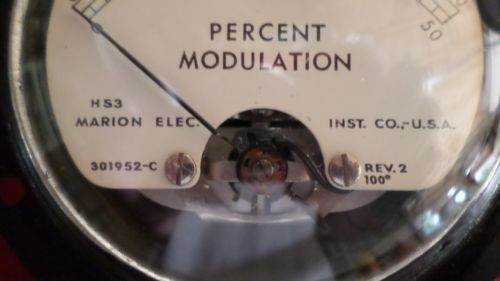 50
PERCENT
MODULATION
HS3
MARION ELEC. INST. CO.,-U.S.A.
301952-C REV. 2
100°